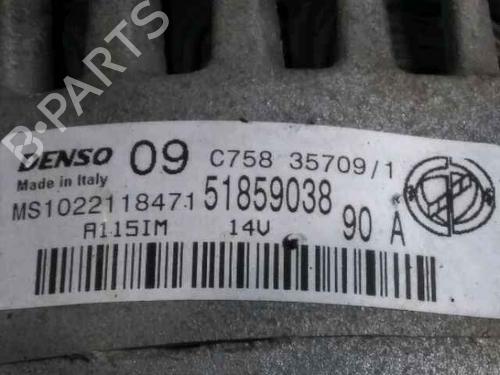 DENSO 09 C758 35709/1
Made in Italy
MS1022118471 51859038
A115IM 14V 90 A
B-Parts